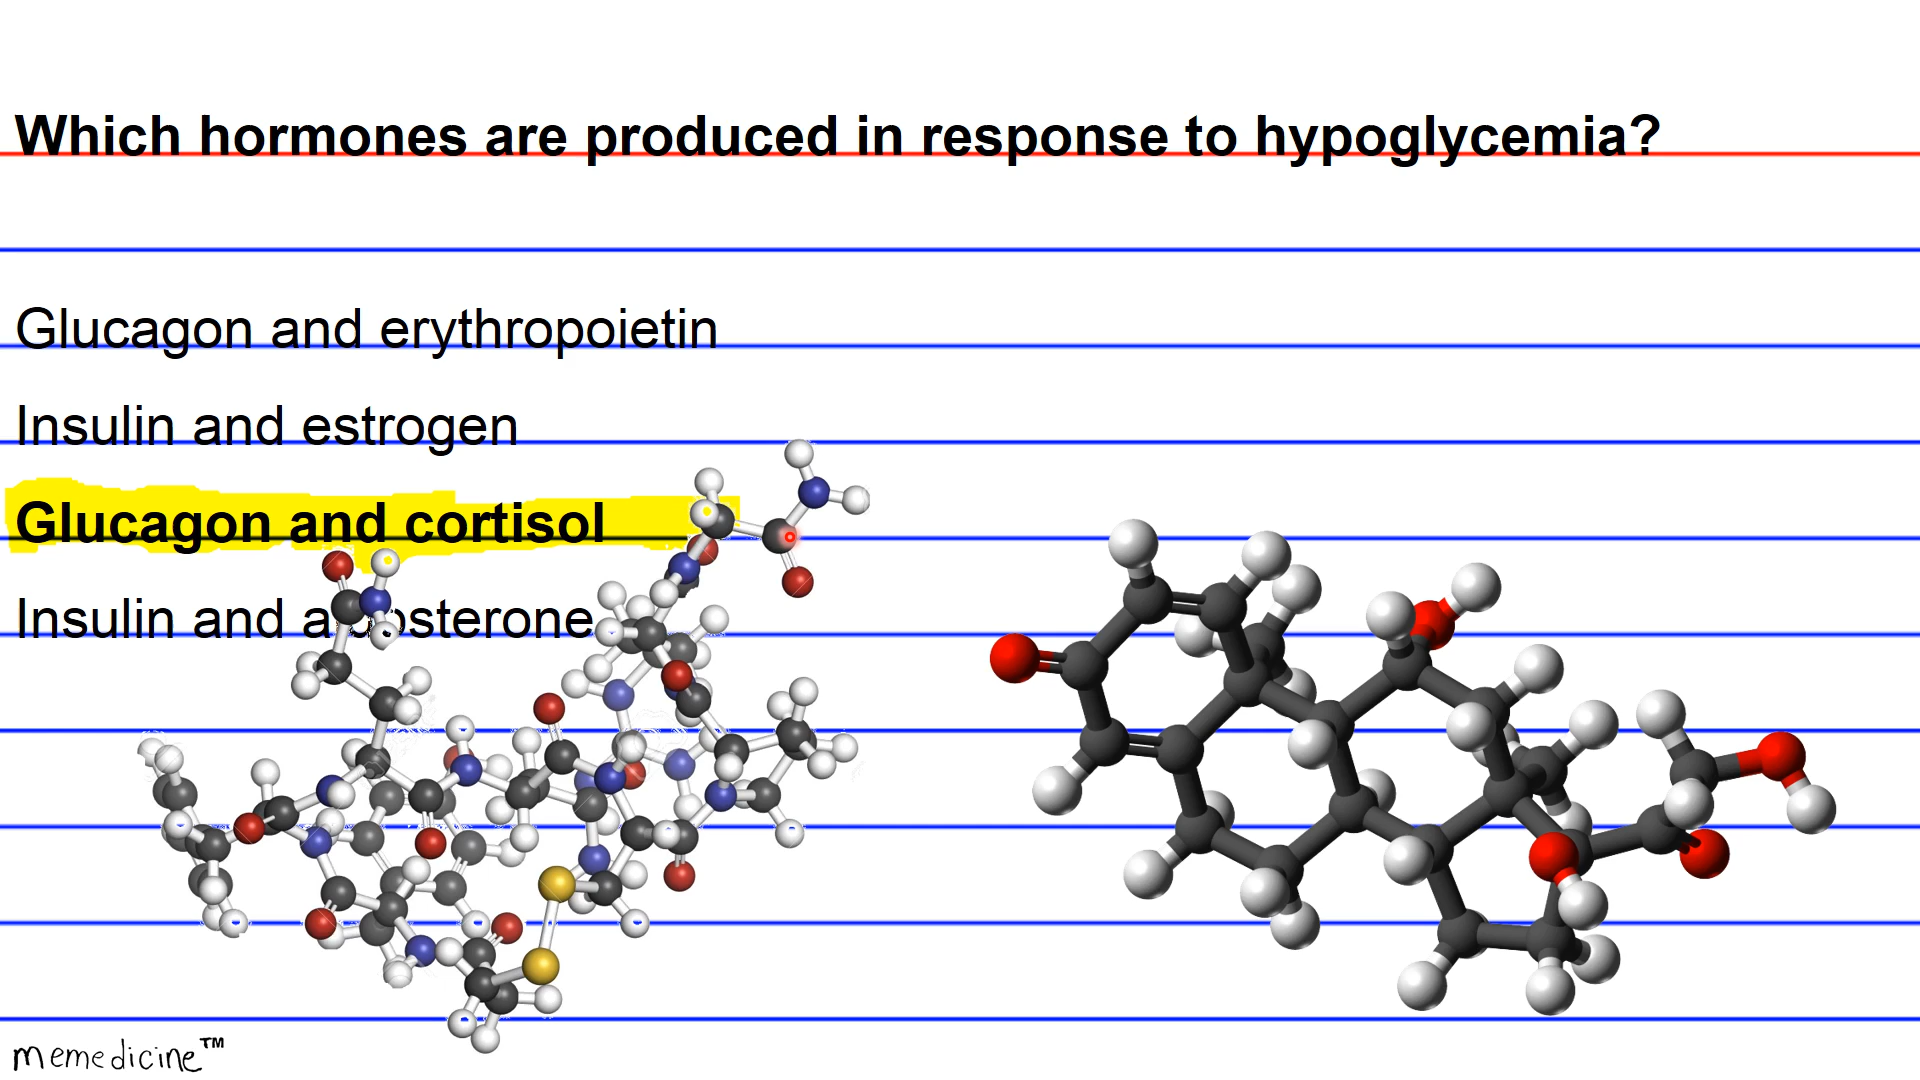 Which hormones are produced in response to hypoglycemia?
Glucagon and erythropoietin
Insulin and estrogen
Glucagon and cortisol
Insulin and
memedicine™